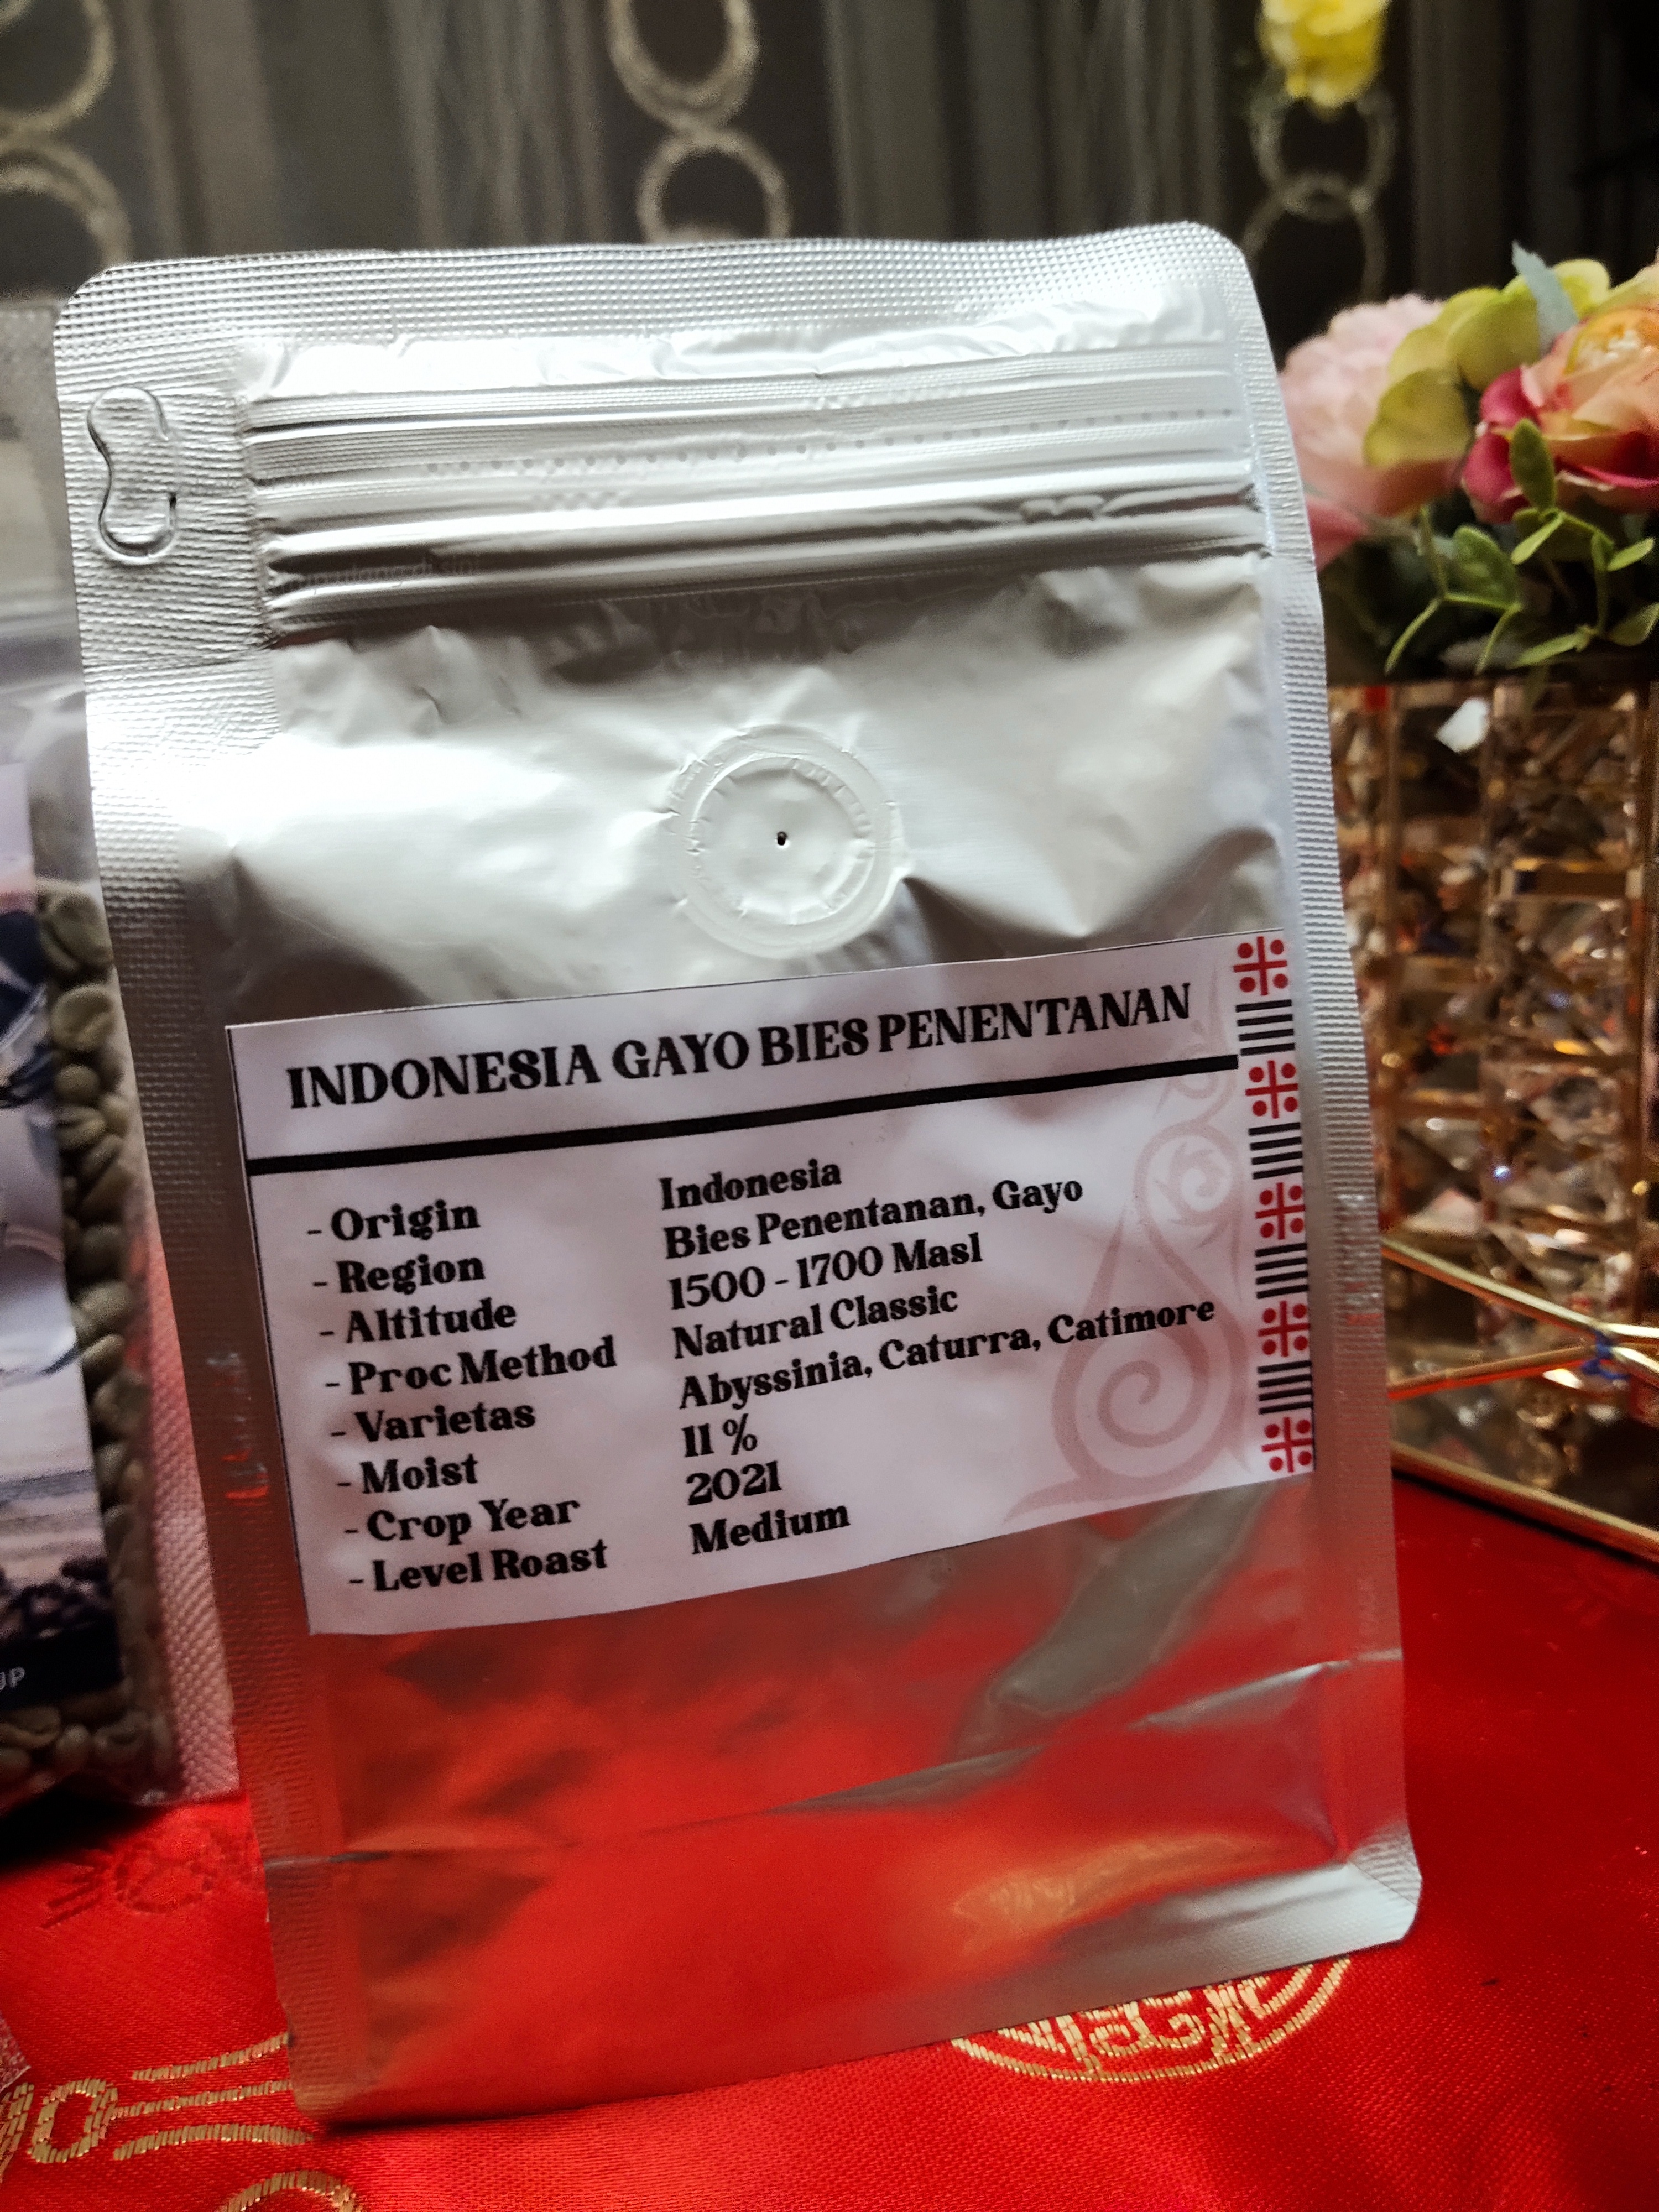 INDONESIA GAYO BIES PENENTANAN
- Origin Indonesia
- Region Bies Penentanan, Gayo
- Altitude 1500 - 1700 Masl
- Proc Method Natural Classic
- Varietas Abyssinia, Caturra, Catimore
- Moist 11 %
- Crop Year 2021
- Level Roast Medium